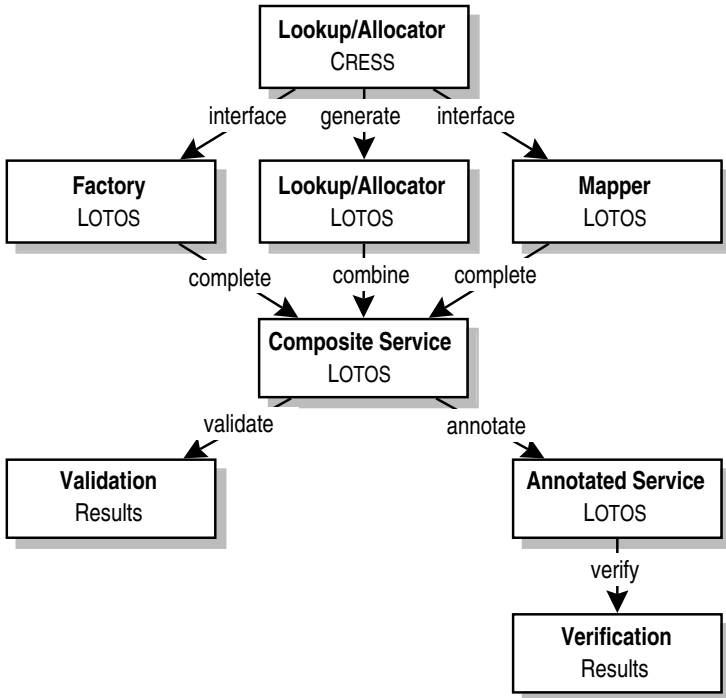 Lookup/Allocator
CRESS
interface
generate
interface
Factory
LOTOS
Lookup/Allocator
LOTOS
Mapper
LOTOS
complete
combine
complete
Composite Service
LOTOS
validate
annotate
Validation
Results
Annotated Service
LOTOS
verify
Verification
Results